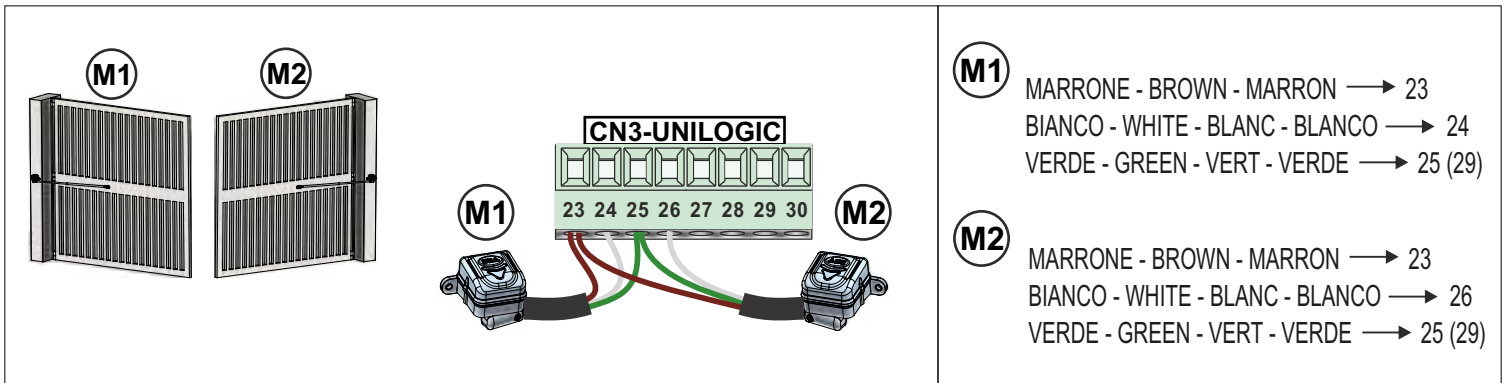 M1 M2
CN3-UNILOGIC
23 24 25 26 27 28 29 30
M1 M2
M1
MARRONE - BROWN - MARRON → 23
BIANCO - WHITE - BLANC - BLANCO → 24
VERDE - GREEN - VERT - VERDE → 25 (29)
M2
MARRONE - BROWN - MARRON → 23
BIANCO - WHITE - BLANC - BLANCO → 26
VERDE - GREEN - VERT - VERDE → 25 (29)